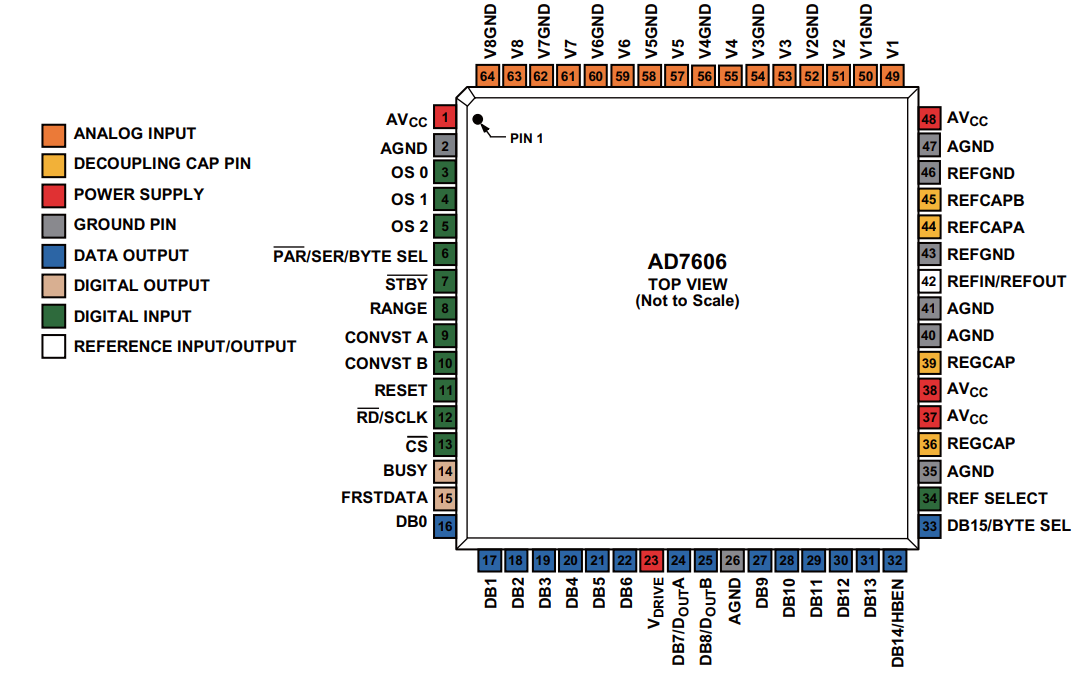 V8GND
V8
V7GND
V7
V6GND
V6
V5GND
V5
V4GND
V4
V3GND
V3
V2GND
V2
V1GND
V1
64 63 62 61 60 59 58 57 56 55 54 53 52 51 50 49
ANALOG INPUT
DECOUPLING CAP PIN
POWER SUPPLY
GROUND PIN
DATA OUTPUT
DIGITAL OUTPUT
DIGITAL INPUT
REFERENCE INPUT/OUTPUT
AVCC 1
AGND 2
OS 0 3
OS 1 4
OS 2 5
PAR/SER/BYTE SEL 6
STBY 7
RANGE 8
CONVST A 9
CONVST B 10
RESET 11
RD/SCLK 12
CS 13
BUSY 14
FRSTDATA 15
DB0 16
PIN 1
AD7606
TOP VIEW
(Not to Scale)
48 AVCC
47 AGND
46 REFGND
45 REFCAPB
44 REFCAPA
43 REFGND
42 REFIN/REFOUT
41 AGND
40 AGND
39 REGCAP
38 AVCC
37 AVCC
36 REGCAP
35 AGND
34 REF SELECT
33 DB15/BYTE SEL
17 18 19 20 21 22 23 24 25 26 27 28 29 30 31 32
DB1
DB2
DB3
DB4
DB5
DB6
VDRIVE
DB7/DOUTA
DB8/DOUTB
AGND
DB9
DB10
DB11
DB12
DB13
DB14/HBEN